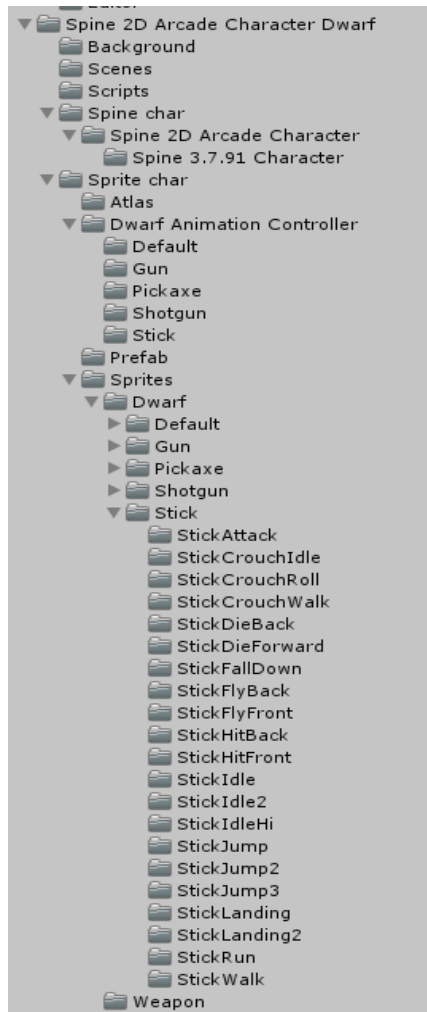 Spine 2D Arcade Character Dwarf
Background
Scenes
Scripts
Spine char
Spine 2D Arcade Character
Spine 3.7.91 Character
Sprite char
Atlas
Dwarf Animation Controller
Default
Gun
Pickaxe
Shotgun
Stick
Prefab
Sprites
Dwarf
Default
Gun
Pickaxe
Shotgun
Stick
StickAttack
StickCrouchIdle
StickCrouchRoll
StickCrouchWalk
StickDieBack
StickDieForward
StickFallDown
StickFlyBack
StickFlyFront
StickHitBack
StickHitFront
StickIdle
StickIdle2
StickIdleHi
StickJump
StickJump2
StickJump3
StickLanding
StickLanding2
StickRun
StickWalk
Weapon